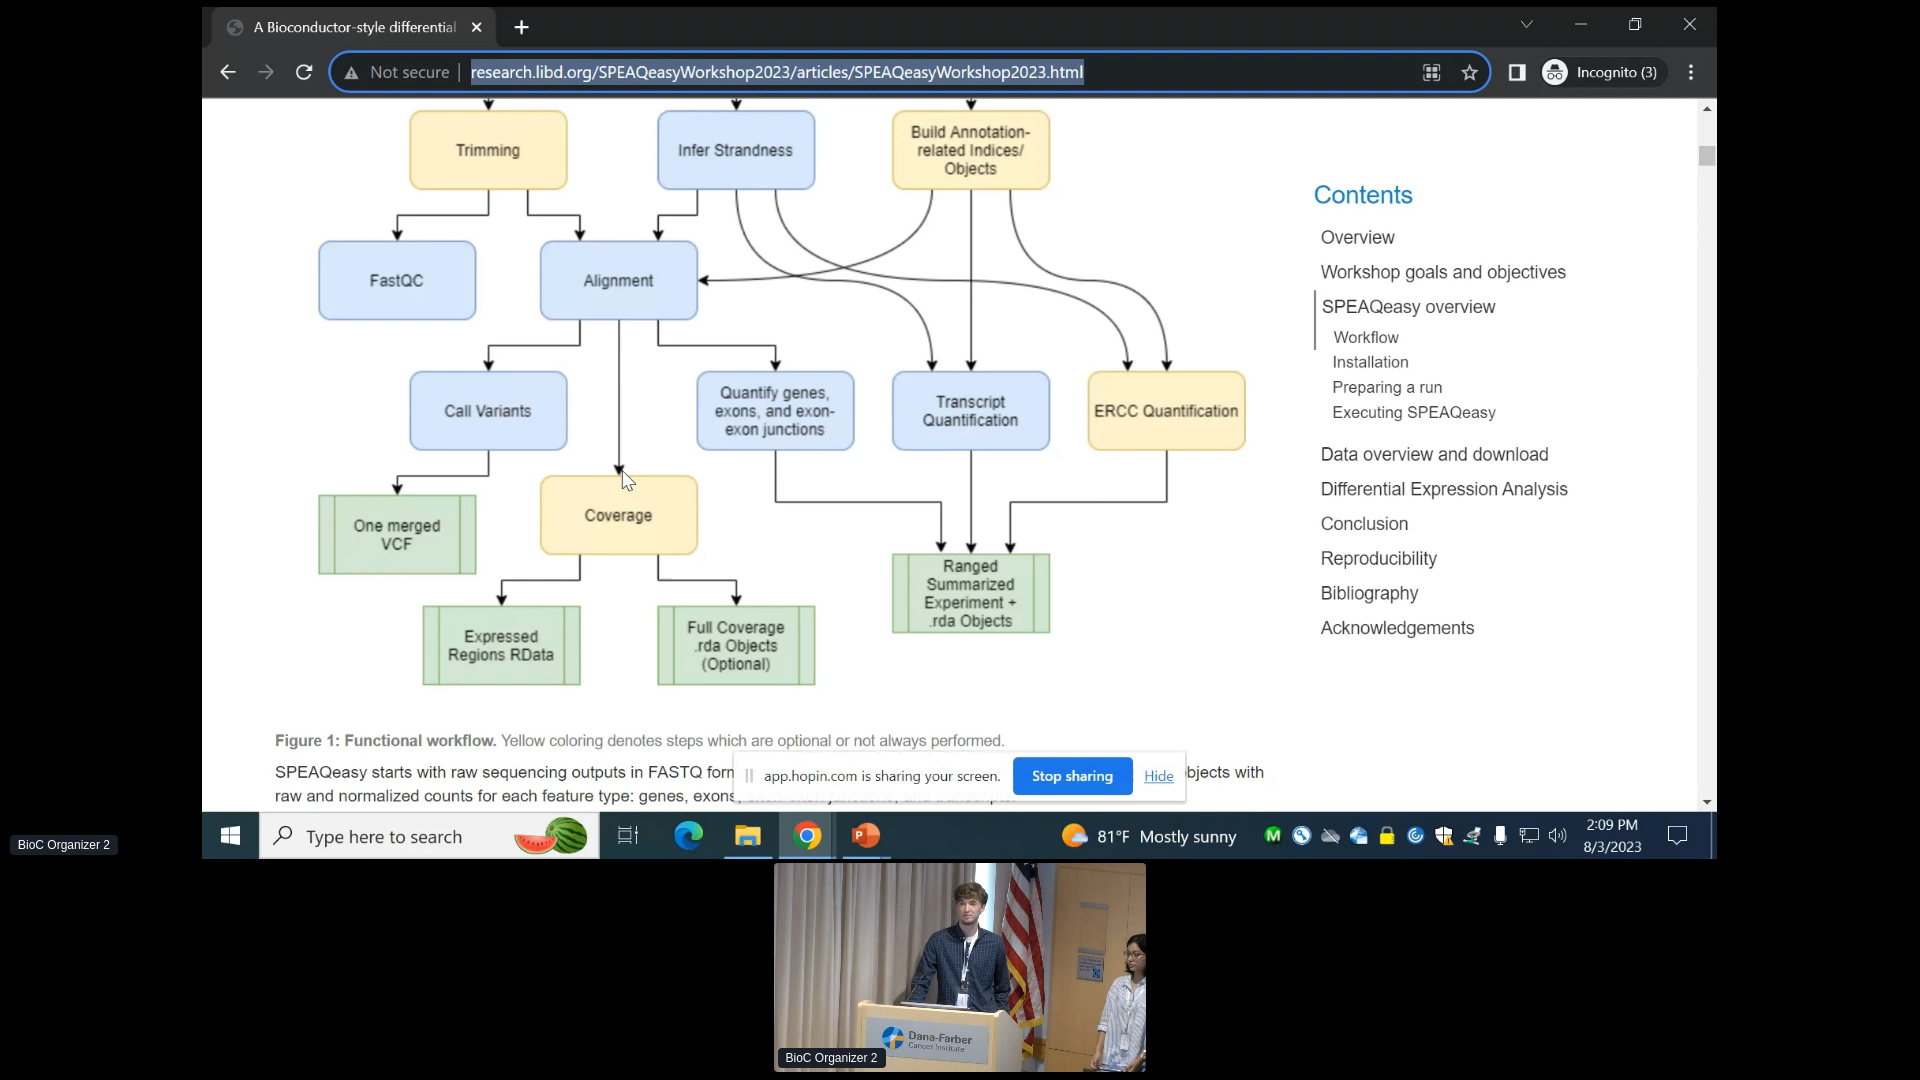 A Bioconductor-style differential
Not secure
research.libd.org/SPEAQeasyWorkshop2023/articles/SPEAQeasyWorkshop2023.html
Incognito (3)
Trimming
Infer Strandness
Build Annotation-
related Indices/
Objects
FastQC
Alignment
Call Variants
Quantify genes,
exons, and exon-
exon junctions
Transcript
Quantification
ERCC Quantification
One merged
VCF
Coverage
Ranged
Summarized
Experiment +
.rda Objects
Expressed
Regions RData
Full Coverage
.rda Objects
(Optional)
Contents
Overview
Workshop goals and objectives
SPEAQeasy overview
Workflow
Installation
Preparing a run
Executing SPEAQeasy
Data overview and download
Differential Expression Analysis
Conclusion
Reproducibility
Bibliography
Acknowledgements
Figure 1: Functional workflow. Yellow coloring denotes steps which are optional or not always performed.
SPEAQeasy starts with raw sequencing outputs in FASTQ form
bjects with
raw and normalized counts for each feature type: genes, exons,
app.hopin.com is sharing your screen.
Stop sharing
Hide
Type here to search
81°F Mostly sunny
2:09 PM
8/3/2023
BioC Organizer 2
Dana-Farber
Cancer Institute
BioC Organizer 2